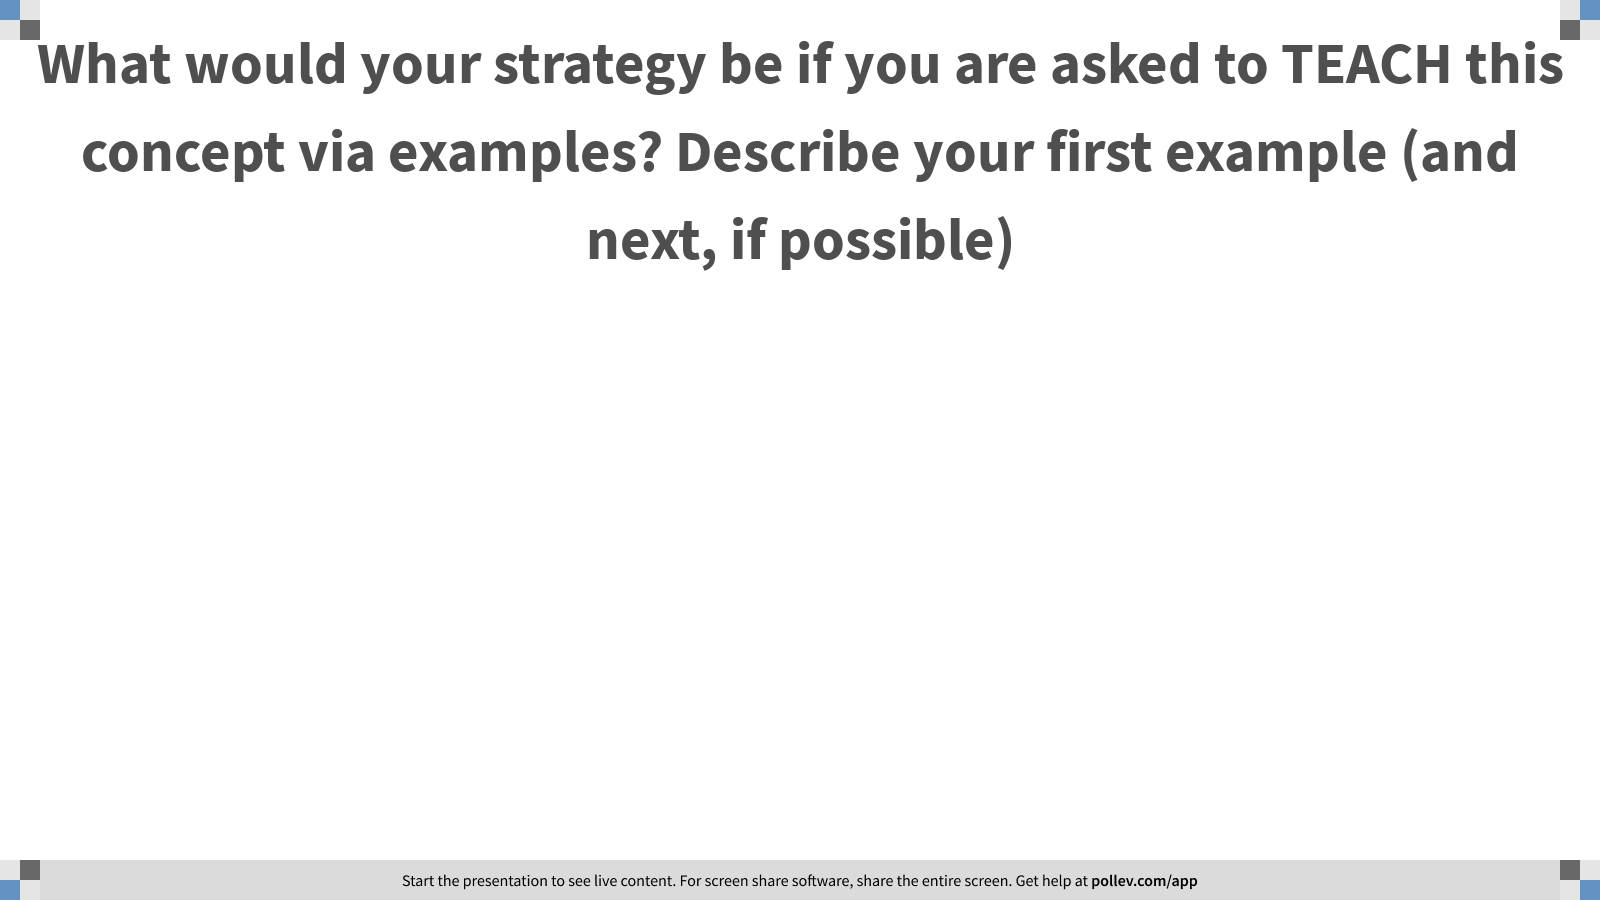 What would your strategy be if you are asked to TEACH this
concept via examples? Describe your first example (and
next, if possible)
Start the presentation to see live content. For screen share software, share the entire screen. Get help at pollev.com/app